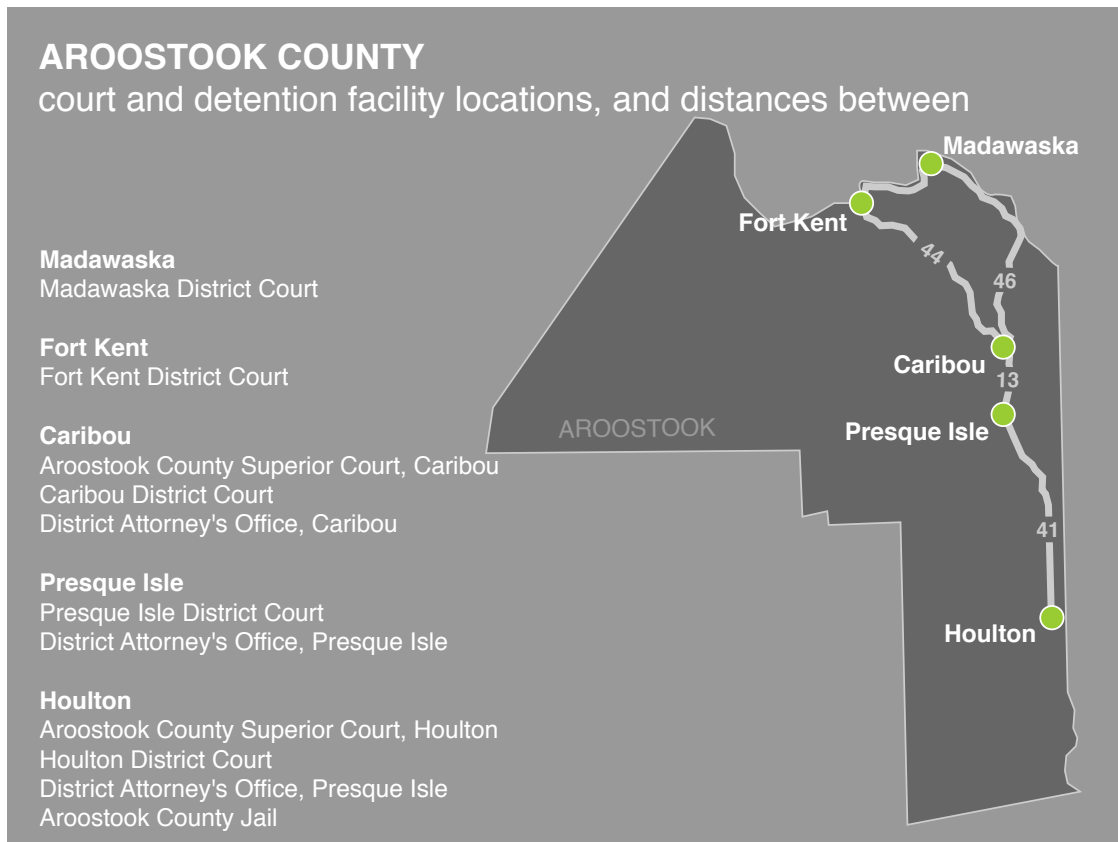 AROOSTOOK COUNTY
court and detention facility locations, and distances between
Madawaska
Madawaska District Court
Fort Kent
Fort Kent District Court
Caribou
Aroostook County Superior Court, Caribou
Caribou District Court
District Attorney's Office, Caribou
Presque Isle
Presque Isle District Court
District Attorney's Office, Presque Isle
Houlton
Aroostook County Superior Court, Houlton
Houlton District Court
District Attorney's Office, Presque Isle
Aroostook County Jail
Madawaska
Fort Kent
44
46
Caribou
13
AROOSTOOK
Presque Isle
41
Houlton